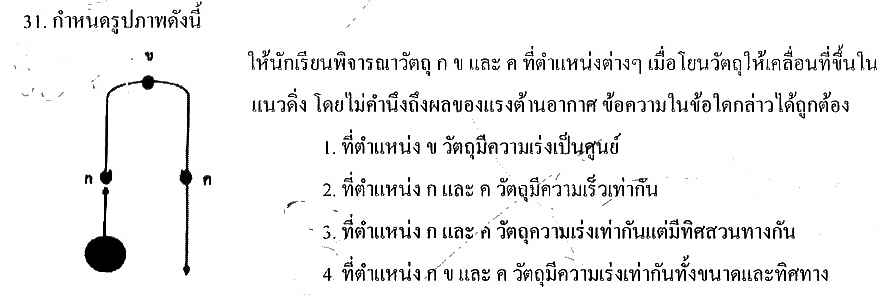 31. กำหนดรูปภาพดังนี้
ข
ให้นักเรียนพิจารณาวัตถุ ก ข และ ค ที่ตำแหน่งต่างๆ เมื่อโยนวัตถุให้เคลื่อนที่ขึ้นใน
แนวดิ่ง โดยไม่คำนึงถึงผลของแรงต้านอากาศ ข้อความในข้อใดกล่าวได้ถูกต้อง
1. ที่ตำแหน่ง ข วัตถุมีความเร่งเป็นศูนย์
ก ค
2. ที่ตำแหน่ง ก และ ค วัตถุมีความเร็วเท่ากัน
3. ที่ตำแหน่ง ก และ ค วัตถุความเร่งเท่ากันแต่มีทิศสวนทางกัน
4 ที่ตำแหน่ง ก ข และ ค วัตถุมีความเร่งเท่ากันทั้งขนาดและทิศทาง